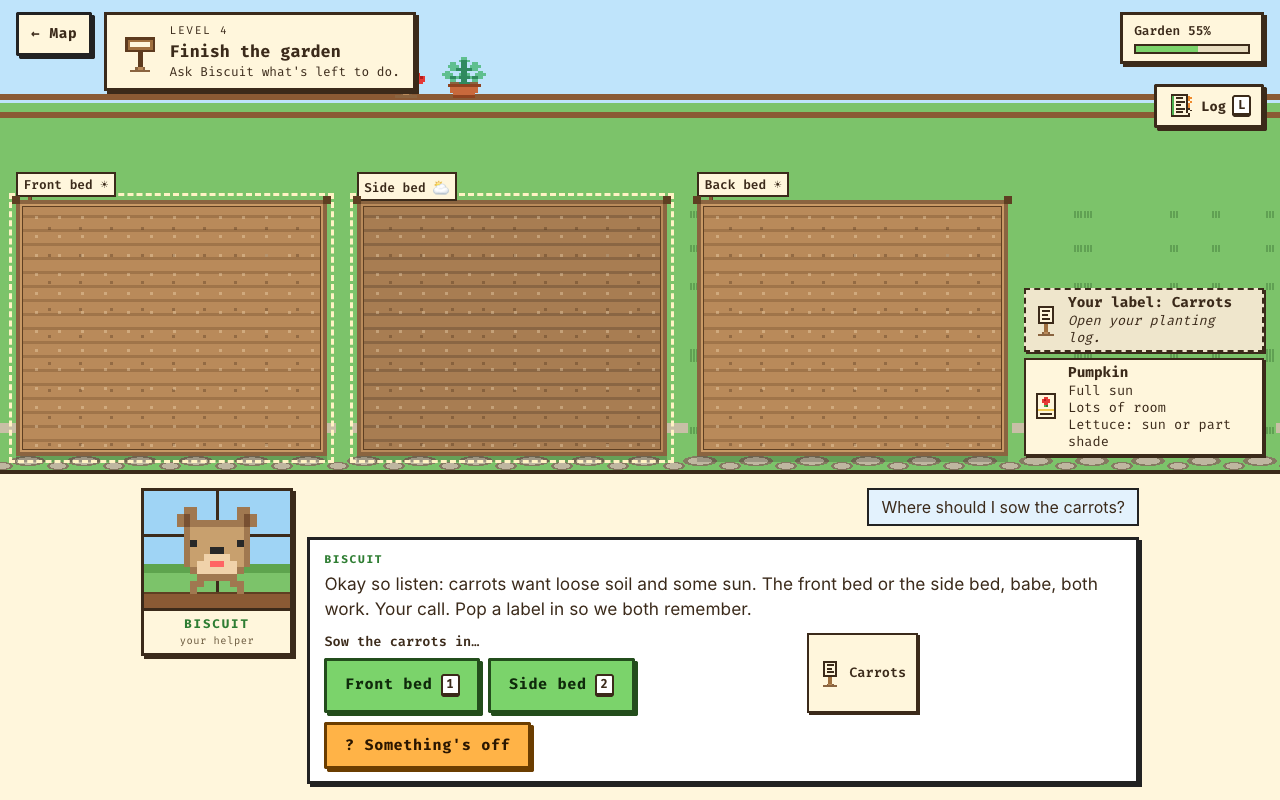 ← Map
LEVEL 4
Finish the garden
Ask Biscuit what's left to do.
Garden 55%
Log L
Front bed
Side bed
Back bed
Your label: Carrots
Open your planting
log.
Pumpkin
Full sun
Lots of room
Lettuce: sun or part
shade
Where should I sow the carrots?
BISCUIT
your helper
BISCUIT
Okay so listen: carrots want loose soil and some sun. The front bed or the side bed, babe, both
work. Your call. Pop a label in so we both remember.
Sow the carrots in…
Front bed 1
Side bed 2
Carrots
? Something's off